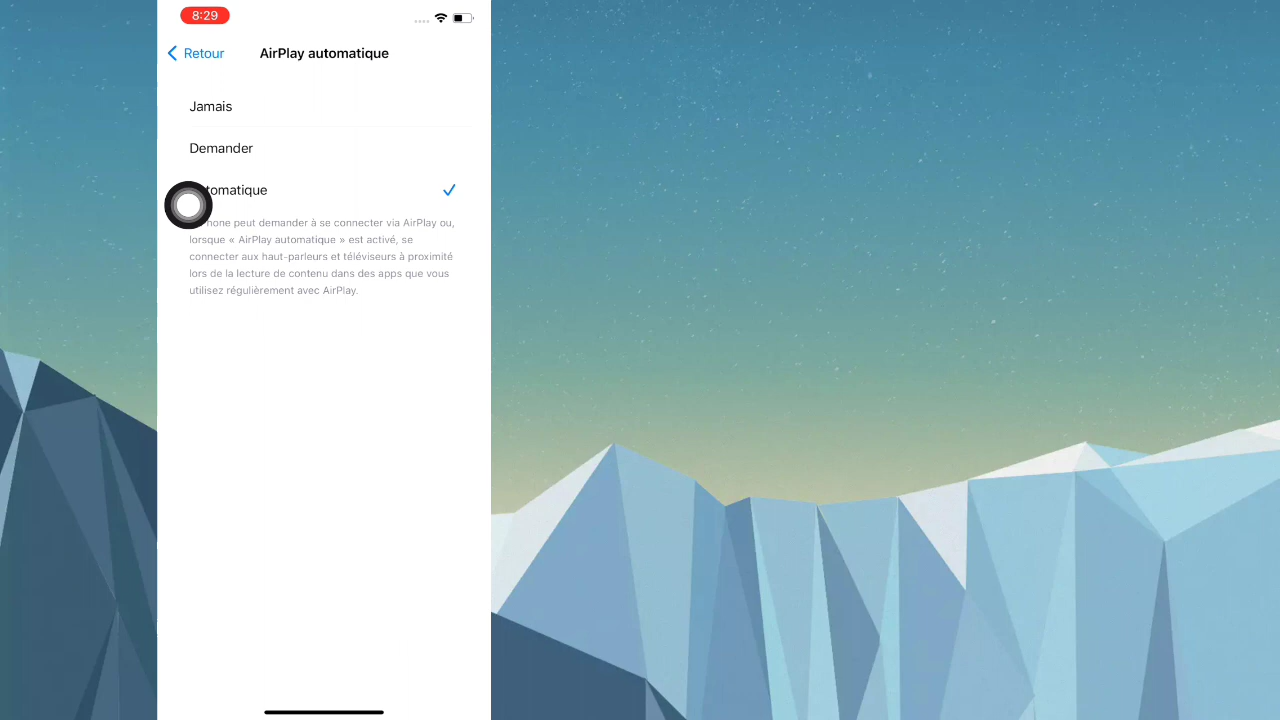 8:29
Retour
AirPlay automatique
Jamais
Demander
tomatique
hone peut demander à se connecter via AirPlay ou,
lorsque « AirPlay automatique » est activé, se
connecter aux haut-parleurs et téléviseurs à proximité
lors de la lecture de contenu dans des apps que vous
utilisez régulièrement avec AirPlay.